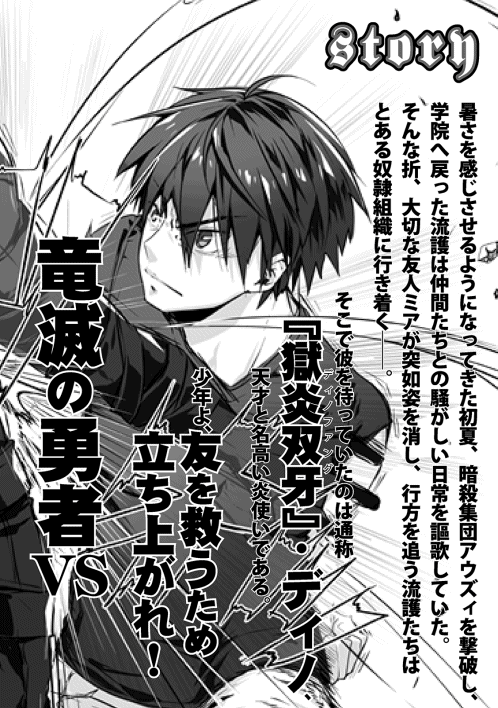 story
暑さを感じさせるようになってきた初夏、暗殺集団アウズィを撃破し、
学院へ戻った流護は仲間たちとの騒がしい日常を謳歌していた。
そんな折、大切な友人ミアが突如姿を消し、行方を追う流護たちは
とある奴隷組織に行き着く――。
そこで彼を待っていたのは通称
『獄炎双牙』・ディノ。
ディノファング
天才と名高い炎使いである。
少年よ、友を救うため
立ち上がれ！
竜滅の勇者VS